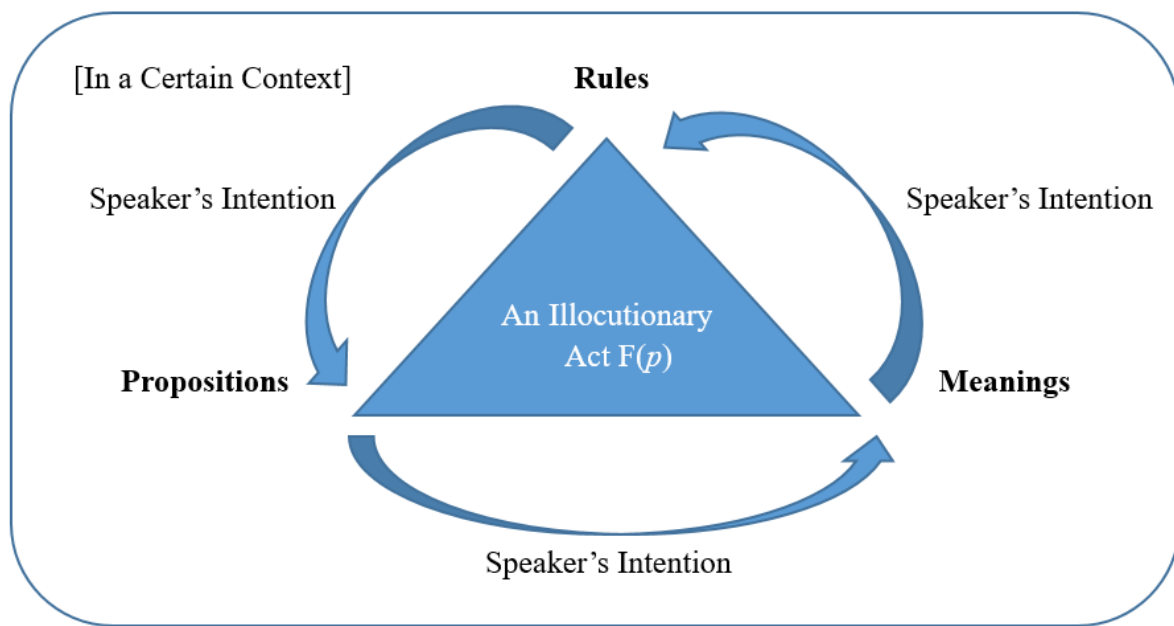 [In a Certain Context]
Rules
Speaker’s Intention
Speaker’s Intention
An Illocutionary
Act F(p)
Propositions
Meanings
Speaker’s Intention